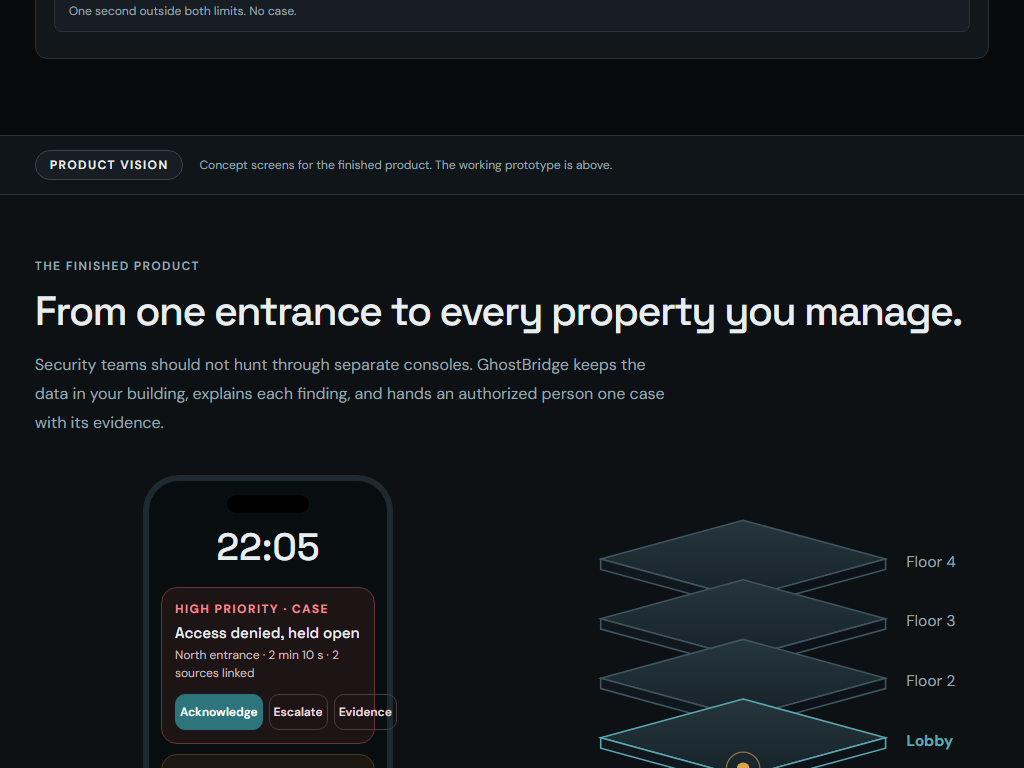 One second outside both limits. No case.
PRODUCT VISION
Concept screens for the finished product. The working prototype is above.
THE FINISHED PRODUCT
From one entrance to every property you manage.
Security teams should not hunt through separate consoles. GhostBridge keeps the
data in your building, explains each finding, and hands an authorized person one case
with its evidence.
22:05
HIGH PRIORITY · CASE
Access denied, held open
North entrance · 2 min 10 s · 2
sources linked
Acknowledge Escalate Evidence
Floor 4
Floor 3
Floor 2
Lobby